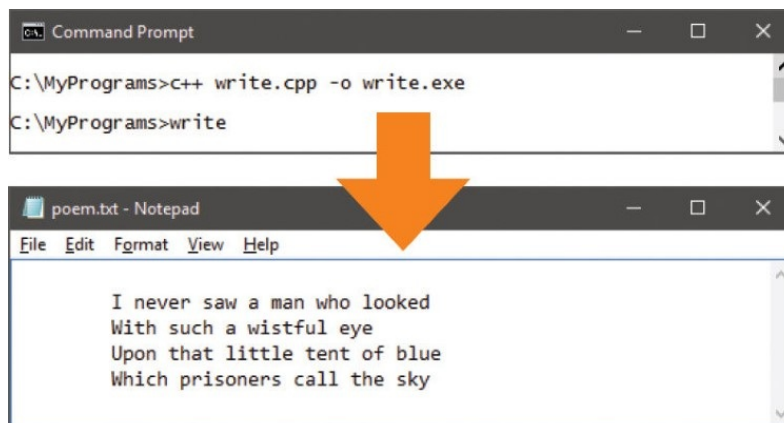 Command Prompt
C:\MyPrograms>c++ write.cpp -o write.exe
C:\MyPrograms>write
poem.txt - Notepad
File Edit Format View Help
I never saw a man who looked
With such a wistful eye
Upon that little tent of blue
Which prisoners call the sky